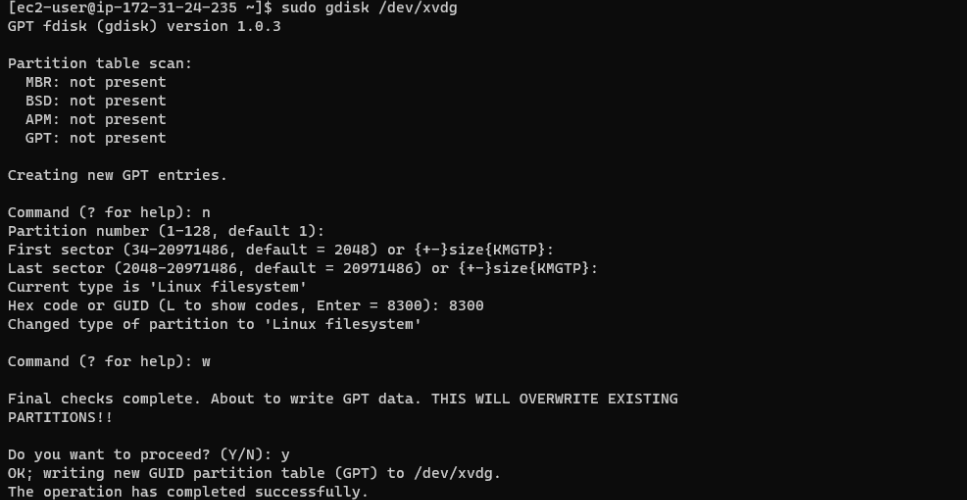 [ec2-user@ip-172-31-24-235 ~]$ sudo gdisk /dev/xvdg
GPT fdisk (gdisk) version 1.0.3
Partition table scan:
  MBR: not present
  BSD: not present
  APM: not present
  GPT: not present
Creating new GPT entries.
Command (? for help): n
Partition number (1-128, default 1):
First sector (34-20971486, default = 2048) or {+-}size{KMGTP}:
Last sector (2048-20971486, default = 20971486) or {+-}size{KMGTP}:
Current type is 'Linux filesystem'
Hex code or GUID (L to show codes, Enter = 8300): 8300
Changed type of partition to 'Linux filesystem'
Command (? for help): w
Final checks complete. About to write GPT data. THIS WILL OVERWRITE EXISTING
PARTITIONS!!
Do you want to proceed? (Y/N): y
OK; writing new GUID partition table (GPT) to /dev/xvdg.
The operation has completed successfully.